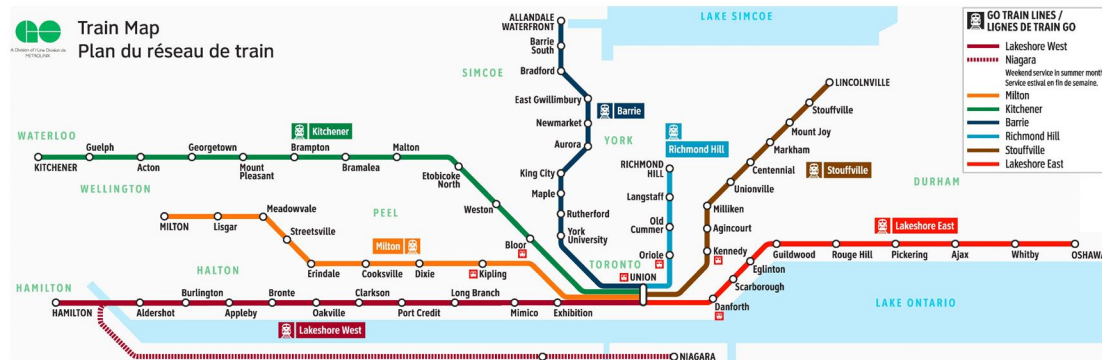 GO
A Division of / Une Division de
METROLINX
Train Map
Plan du réseau de train
ALLANDALE
WATERFRONT
LAKE SIMCOE
Barrie
South
SIMCOE
Bradford
East Gwillimbury
Barrie
Newmarket
YORK
Aurora
King City
Maple
Rutherford
York
University
Richmond Hill
RICHMOND
HILL
Langstaff
Old
Cummer
Oriole
LINCOLNVILLE
Stouffville
Mount Joy
Markham
Centennial
Stouffville
Unionville
Milliken
Agincourt
Kennedy
DURHAM
GO TRAIN LINES /
LIGNES DE TRAIN GO
Lakeshore West
Niagara
Weekend service in summer mont
Service estival en fin de semaine.
Milton
Kitchener
Barrie
Richmond Hill
Stouffville
Lakeshore East
WATERLOO
Kitchener
KITCHENER
Guelph
Acton
Georgetown
Mount
Pleasant
Brampton
Bramalea
Malton
Etobicoke
North
Weston
Bloor
WELLINGTON
PEEL
MILTON
Lisgar
Meadowvale
Streetsville
Erindale
Cooksville
Milton
Dixie
Kipling
HALTON
TORONTO
UNION
Lakeshore East
Danforth
Scarborough
Eglinton
Guildwood
Rouge Hill
Pickering
Ajax
Whitby
OSHAW
HAMILTON
HAMILTON
Aldershot
Burlington
Appleby
Bronte
Oakville
Clarkson
Port Credit
Long Branch
Mimico
Exhibition
Lakeshore West
LAKE ONTARIO
NIAGARA